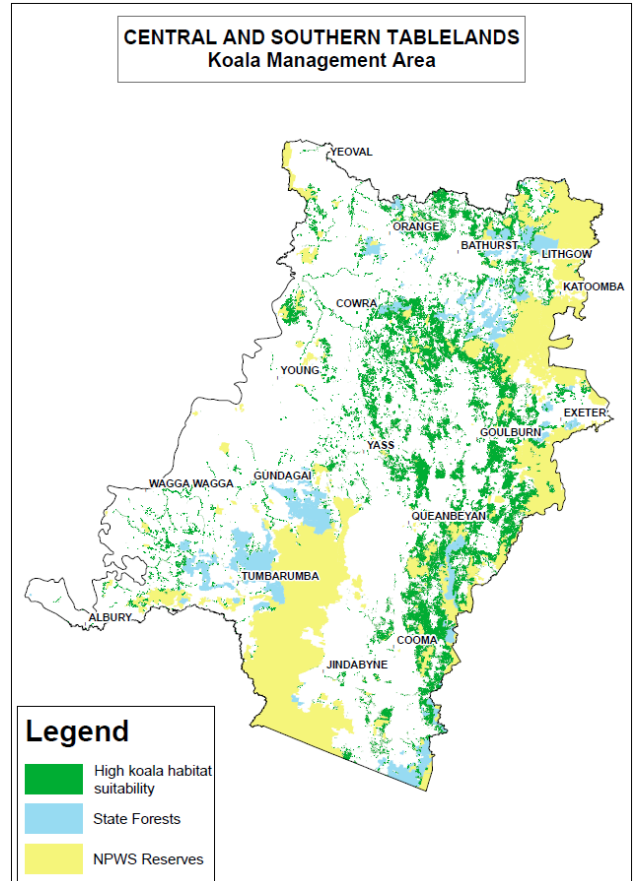 CENTRAL AND SOUTHERN TABLELANDS
Koala Management Area
YEOVAL
ORANGE
BATHURST
LITHGOW
KATOOMBA
COWRA
YOUNG
EXETER
GOULBURN
YASS
GUNDAGAI
WAGGA WAGGA
QUEANBEYAN
TUMBARUMBA
ALBURY
COOMA
JINDABYNE
Legend
High koala habitat
suitability
State Forests
NPWS Reserves